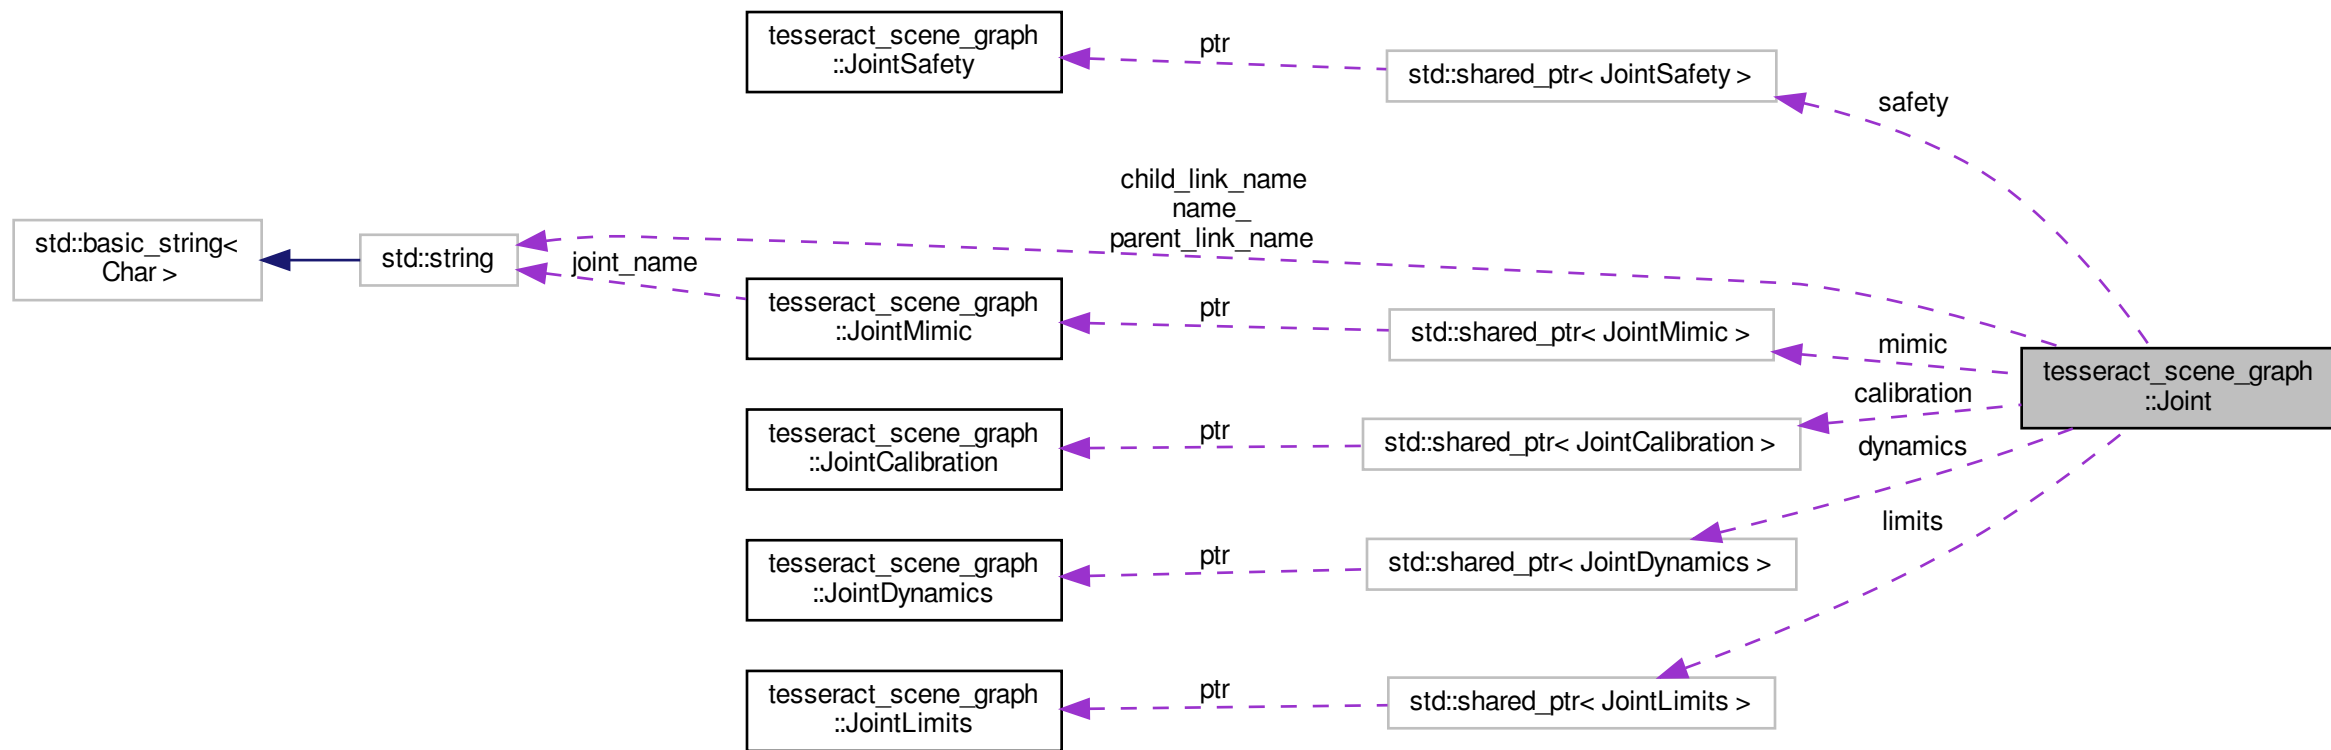 tesseract_scene_graph
::JointSafety
ptr
std::shared_ptr< JointSafety >
safety
child_link_name
name_
parent_link_name
std::basic_string<
Char >
std::string
joint_name
tesseract_scene_graph
::JointMimic
ptr
std::shared_ptr< JointMimic >
mimic
tesseract_scene_graph
::Joint
calibration
tesseract_scene_graph
::JointCalibration
ptr
std::shared_ptr< JointCalibration >
dynamics
tesseract_scene_graph
::JointDynamics
ptr
std::shared_ptr< JointDynamics >
limits
tesseract_scene_graph
::JointLimits
ptr
std::shared_ptr< JointLimits >